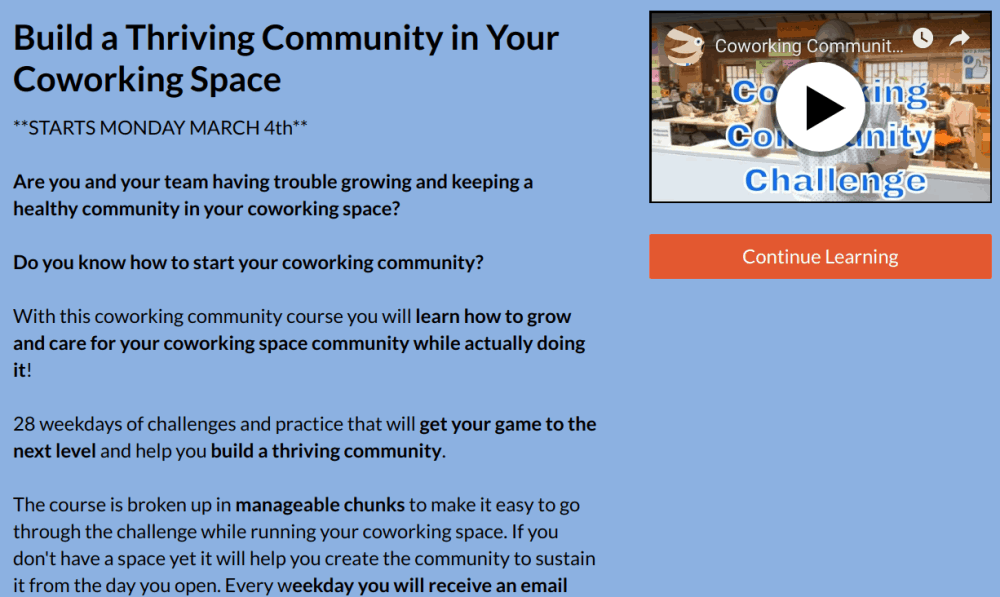 Build a Thriving Community in Your
Coworking Space
**STARTS MONDAY MARCH 4th**
Are you and your team having trouble growing and keeping a
healthy community in your coworking space?
Do you know how to start your coworking community?
With this coworking community course you will learn how to grow
and care for your coworking space community while actually doing
it!
28 weekdays of challenges and practice that will get your game to the
next level and help you build a thriving community.
The course is broken up in manageable chunks to make it easy to go
through the challenge while running your coworking space. If you
don't have a space yet it will help you create the community to sustain
it from the day you open. Every weekday you will receive an email
Coworking Communit...
Challenge
Continue Learning